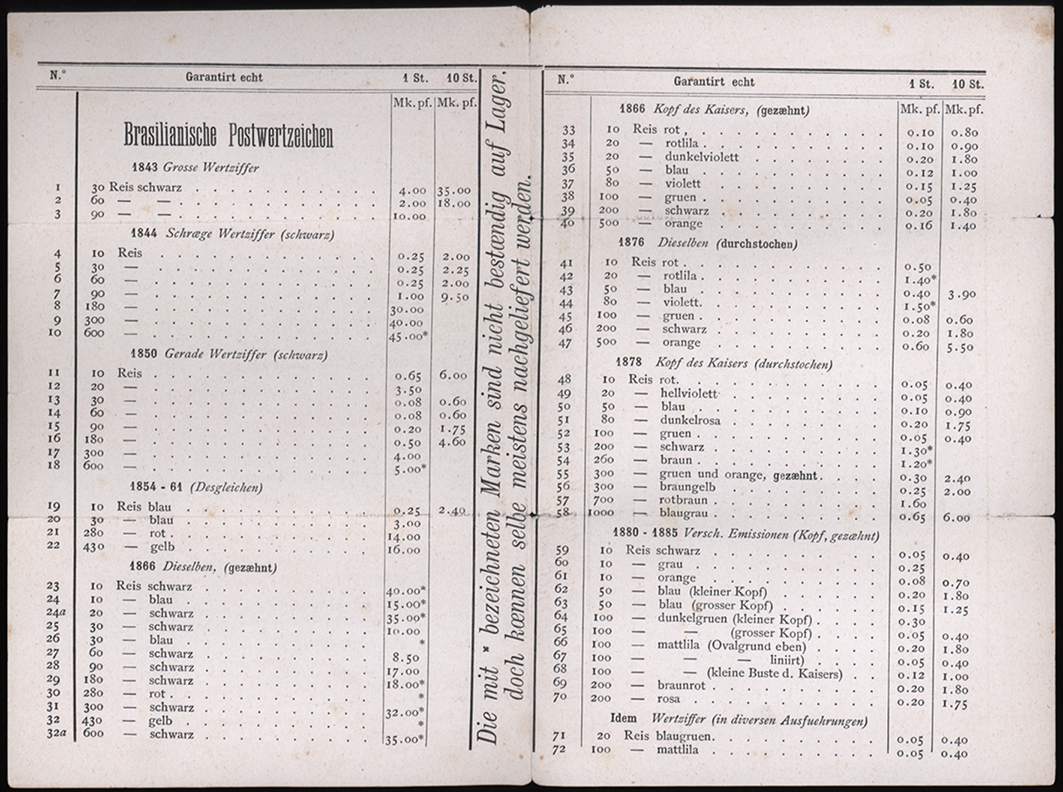 N.° Garantirt echt 1 St. 10 St.
Mk. pf. Mk. pf.
Brasilianische Postwertzeichen
1843 Grosse Wertziffer
1 30 Reis schwarz 4.00 35.00
2 60 — — 2.00 18.00
3 90 — — 10.00
1844 Schræge Wertziffer (schwarz)
4 10 Reis 0.25 2.00
5 30 — 0.25 2.25
6 60 — 0.25 2.00
7 90 — 1.00 9.50
8 180 — 30.00
9 300 — 40.00
10 600 — 45.00*
1850 Gerade Wertziffer (schwarz)
11 10 Reis 0.65 6.00
12 20 — 3.50
13 30 — 0.08 0.60
14 60 — 0.08 0.60
15 90 — 0.20 1.75
16 180 — 0.50 4.60
17 300 — 4.00
18 600 — 5.00*
1854 - 61 (Desgleichen)
19 10 Reis blau 0.25 2.40
20 30 — blau 3.00
21 280 — rot 14.00
22 430 — gelb 16.00
1866 Dieselben, (gezæhnt)
23 10 Reis schwarz 40.00*
24 10 — blau 15.00*
24a 20 — schwarz 35.00*
25 30 — schwarz 10.00
26 30 — blau *
27 60 — schwarz 8.50
28 90 — schwarz 17.00
29 180 — schwarz 18.00*
30 280 — rot *
31 300 — schwarz 32.00*
32 430 — gelb *
32a 600 — schwarz 35.00*
Die mit * bezeichneten Marken sind nicht bestændig auf Lager.
doch kœnnen selbe meistens nachgeliefert werden.
N.° Garantirt echt 1 St. 10 St.
Mk. pf. Mk. pf.
1866 Kopf des Kaisers, (gezæhnt)
33 10 Reis rot, 0.10 0.80
34 20 — rotlila 0.10 0.90
35 20 — dunkelviolett 0.20 1.80
36 50 — blau 0.12 1.00
37 80 — violett 0.15 1.25
38 100 — gruen 0.05 0.40
39 200 — schwarz 0.20 1.80
40 500 — orange 0.16 1.40
1876 Dieselben (durchstochen)
41 10 Reis rot 0.50
42 20 — rotlila 1.40*
43 50 — blau 0.40 3.90
44 80 — violett. 1.50*
45 100 — gruen 0.08 0.60
46 200 — schwarz 0.20 1.80
47 500 — orange 0.60 5.50
1878 Kopf des Kaisers (durchstochen)
48 10 Reis rot. 0.05 0.40
49 20 — hellviolett 0.05 0.40
50 50 — blau 0.10 0.90
51 80 — dunkelrosa 0.20 1.75
52 100 — gruen 0.05 0.40
53 200 — schwarz 1.30*
54 260 — braun 1.20*
55 300 — gruen und orange, gezæhnt. 0.30 2.40
56 300 — braungelb 0.25 2.00
57 700 — rotbraun 1.60
58 1000 — blaugrau 0.65 6.00
1880 - 1885 Versch. Emissionen (Kopf, gezæhnt)
59 10 Reis schwarz 0.05 0.40
60 10 — grau 0.25
61 10 — orange 0.08 0.70
62 50 — blau (kleiner Kopf) 0.20 1.80
63 50 — blau (grosser Kopf) 0.15 1.25
64 100 — dunkelgruen (kleiner Kopf) 0.30
65 100 — — (grosser Kopf) 0.05 0.40
66 100 — mattlila (Ovalgrund eben) 0.20 1.80
67 100 — — — liniirt) 0.05 0.40
68 100 — — (kleine Buste d. Kaisers) 0.12 1.00
69 200 — braunrot 0.20 1.80
70 200 — rosa 0.20 1.75
Idem Wertziffer (in diversen Ausfuehrungen)
71 20 Reis blaugruen. 0.05 0.40
72 100 — mattlila 0.05 0.40